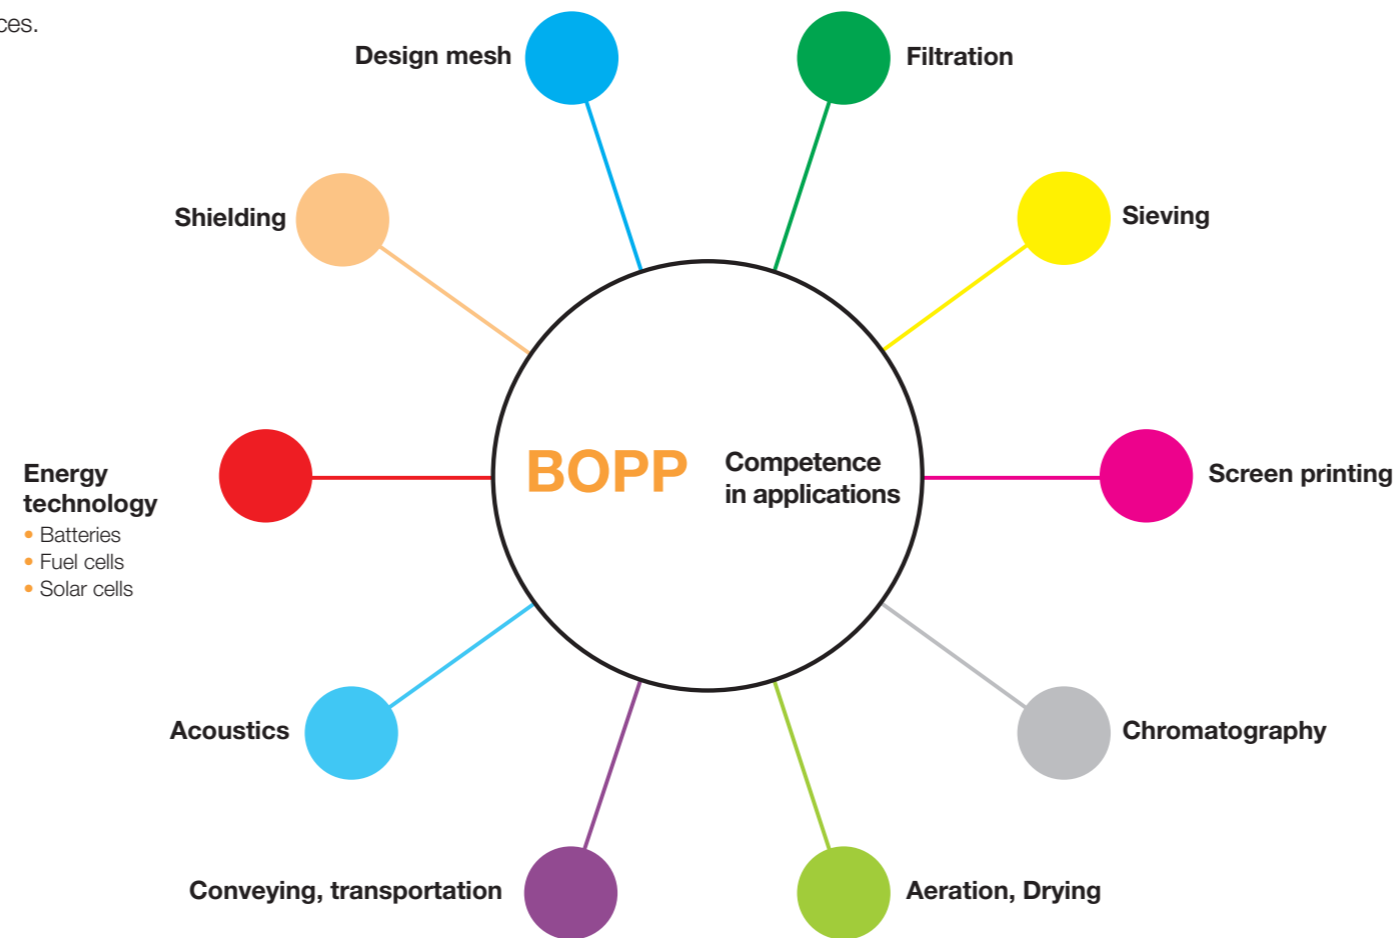 ces.
Design mesh
Filtration
Shielding
Sieving
BOPP
Competence
in applications
Energy
technology
• Batteries
• Fuel cells
• Solar cells
Screen printing
Acoustics
Chromatography
Conveying, transportation
Aeration, Drying